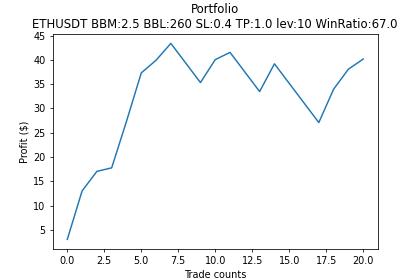 Portfolio
ETHUSDT BBM:2.5 BBL:260 SL:0.4 TP:1.0 lev:10 WinRatio:67.0
45
40
35
30
25
20
15
10
5
Profit ($)
0.0 2.5 5.0 7.5 10.0 12.5 15.0 17.5 20.0
Trade counts